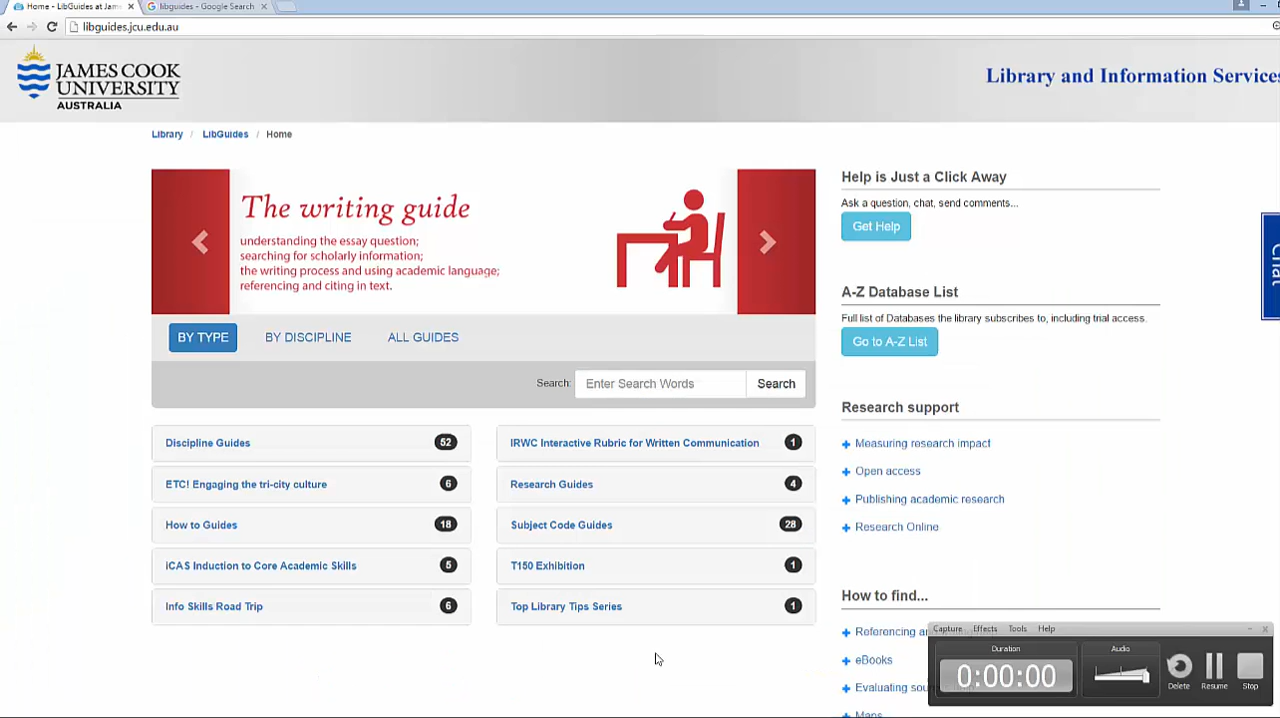 Home - LibGuides at Jame
libguides - Google Search
libguides.jcu.edu.au
JAMES COOK
UNIVERSITY
AUSTRALIA
Library and Information Services
Library / LibGuides / Home
The writing guide
understanding the essay question;
searching for scholarly information;
the writing process and using academic language;
referencing and citing in text.
BY TYPE
BY DISCIPLINE
ALL GUIDES
Search:
Enter Search Words
Search
Discipline Guides 52
ETC! Engaging the tri-city culture 6
How to Guides 18
iCAS Induction to Core Academic Skills 5
Info Skills Road Trip 6
IRWC Interactive Rubric for Written Communication 1
Research Guides 4
Subject Code Guides 28
T150 Exhibition 1
Top Library Tips Series 1
Help is Just a Click Away
Ask a question, chat, send comments...
Get Help
A-Z Database List
Full list of Databases the library subscribes to, including trial access.
Go to A-Z List
Research support
Measuring research impact
Open access
Publishing academic research
Research Online
How to find...
Referencing
eBooks
Evaluating
Maps
Chat
Capture Effects Tools Help
Duration
0:00:00
Audio
Delete
Resume
Stop